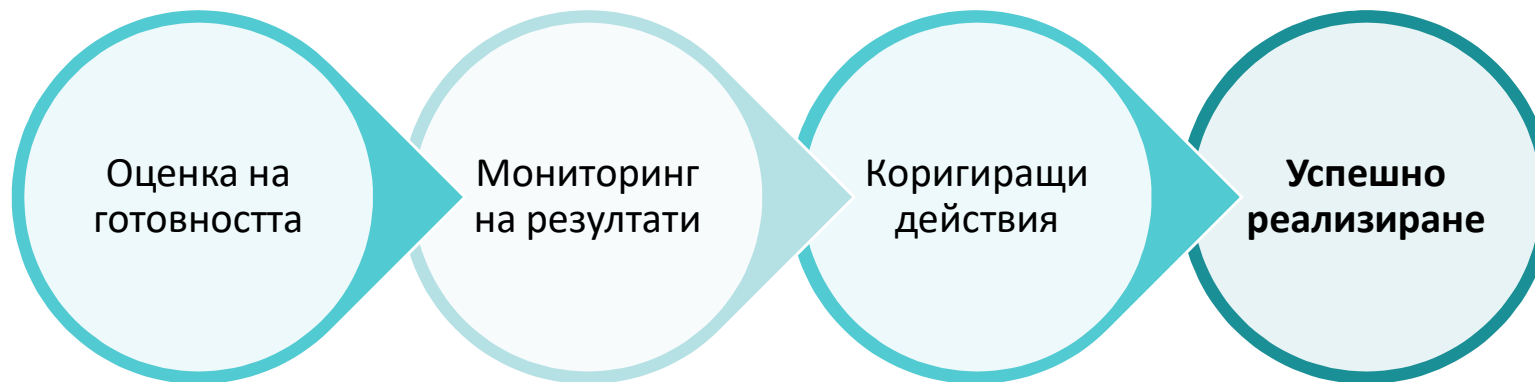 Оценка на
готовността
Мониторинг
на резултати
Коригиращи
действия
Успешно
реализиране